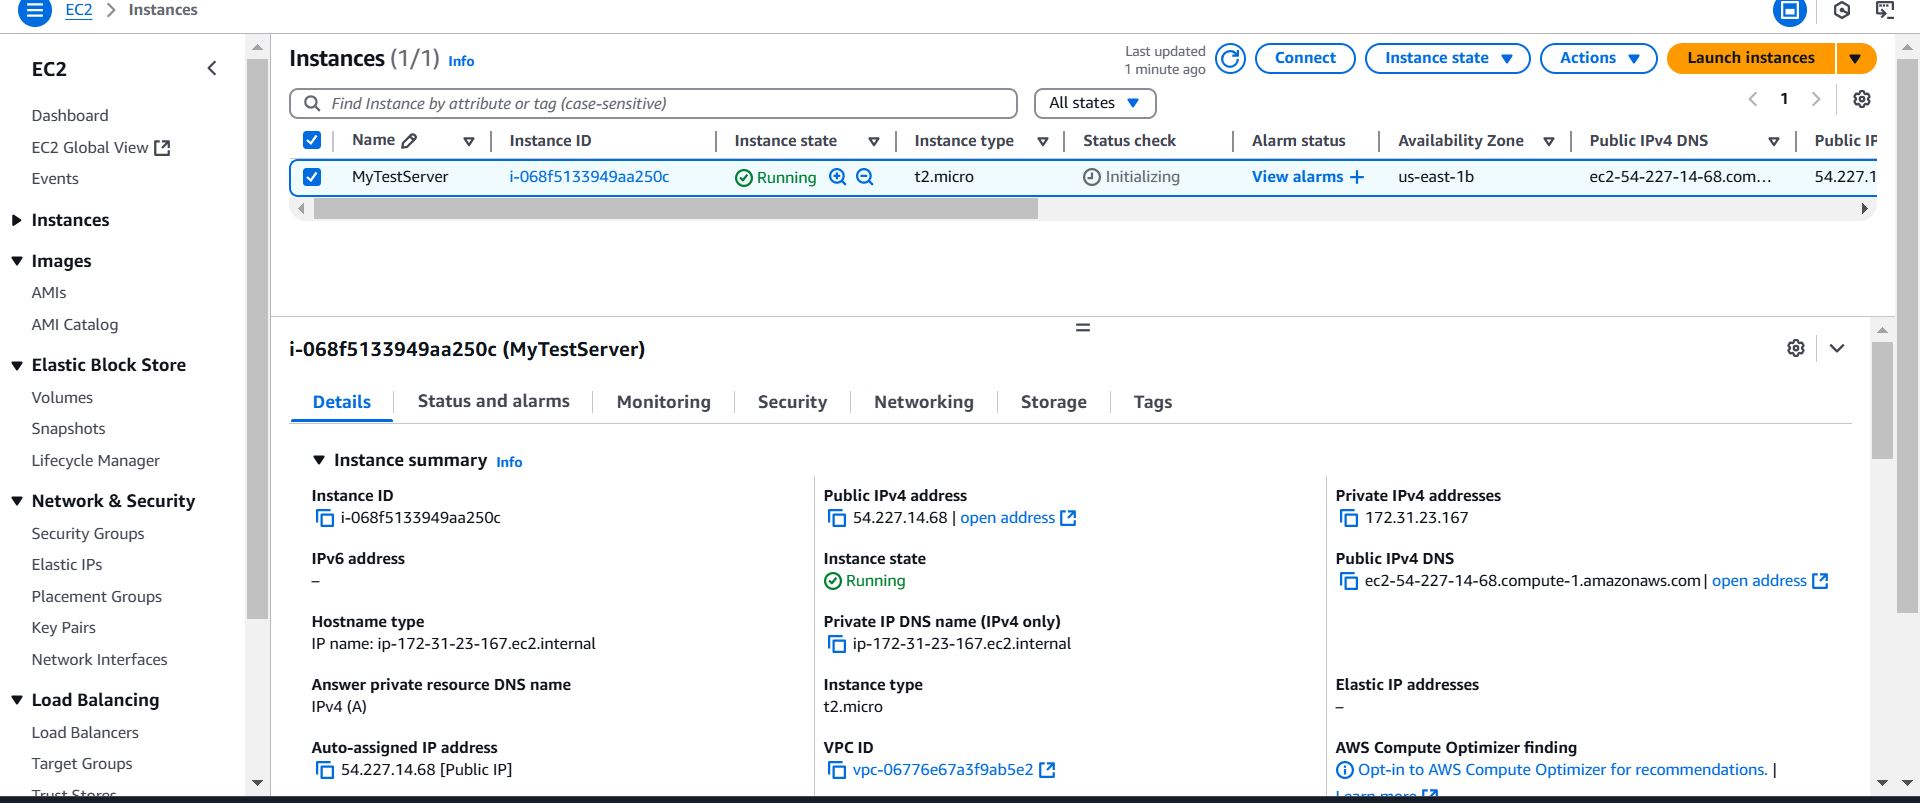 EC2 > Instances
EC2
Dashboard
EC2 Global View
Events
Instances
Images
AMIs
AMI Catalog
Elastic Block Store
Volumes
Snapshots
Lifecycle Manager
Network & Security
Security Groups
Elastic IPs
Placement Groups
Key Pairs
Network Interfaces
Load Balancing
Load Balancers
Target Groups
Trust Stores
Instances (1/1) Info
Last updated
1 minute ago
Connect
Instance state
Actions
Launch instances
Find Instance by attribute or tag (case-sensitive)
All states
1
Name Instance ID Instance state Instance type Status check Alarm status Availability Zone Public IPv4 DNS Public IP
MyTestServer i-068f5133949aa250c Running t2.micro Initializing View alarms + us-east-1b ec2-54-227-14-68.com... 54.227.1
i-068f5133949aa250c (MyTestServer)
Details Status and alarms Monitoring Security Networking Storage Tags
Instance summary Info
Instance ID
i-068f5133949aa250c
Public IPv4 address
54.227.14.68 | open address
Private IPv4 addresses
172.31.23.167
IPv6 address
–
Instance state
Running
Public IPv4 DNS
ec2-54-227-14-68.compute-1.amazonaws.com | open address
Hostname type
IP name: ip-172-31-23-167.ec2.internal
Private IP DNS name (IPv4 only)
ip-172-31-23-167.ec2.internal
Answer private resource DNS name
IPv4 (A)
Instance type
t2.micro
Elastic IP addresses
–
Auto-assigned IP address
54.227.14.68 [Public IP]
VPC ID
vpc-06776e67a3f9ab5e2
AWS Compute Optimizer finding
Opt-in to AWS Compute Optimizer for recommendations. |
Learn more